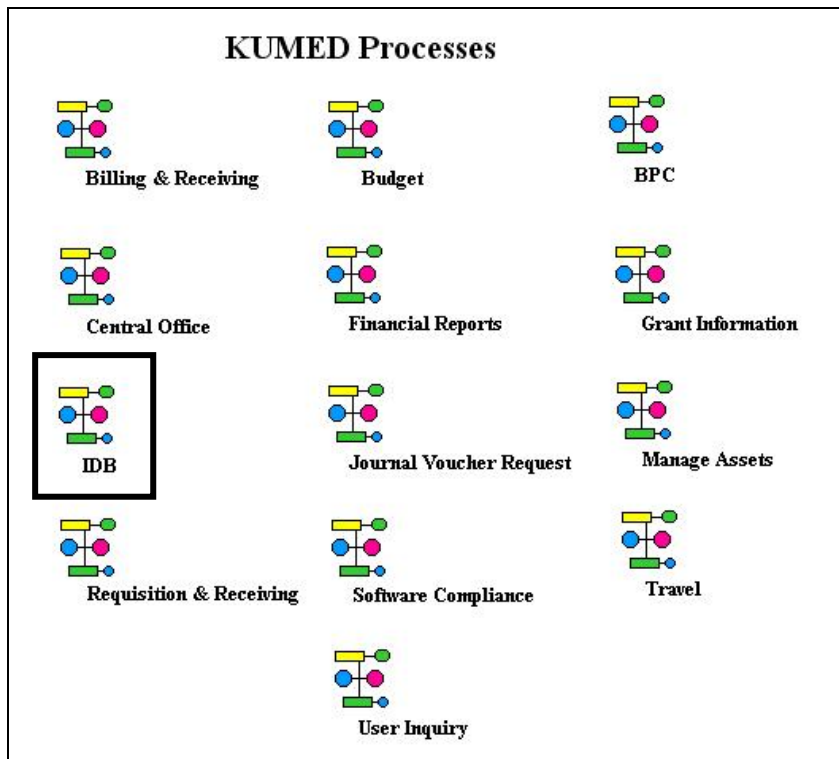 KUMED Processes
Billing & Receiving
Budget
BPC
Central Office
Financial Reports
Grant Information
IDB
Journal Voucher Request
Manage Assets
Requisition & Receiving
Software Compliance
Travel
User Inquiry